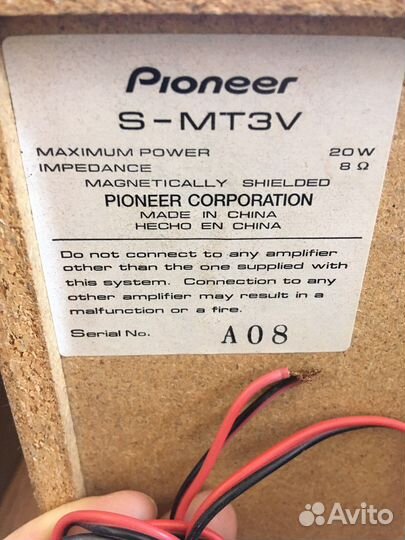 Pioneer
S-MT3V
MAXIMUM POWER 20W
IMPEDANCE 8 Ω
MAGNETICALLY SHIELDED
PIONEER CORPORATION
MADE IN CHINA
HECHO EN CHINA
Do not connect to any amplifier
other than the one supplied with
this system. Connection to any
other amplifier may result in a
malfunction or a fire.
Serial No. A08
Avito